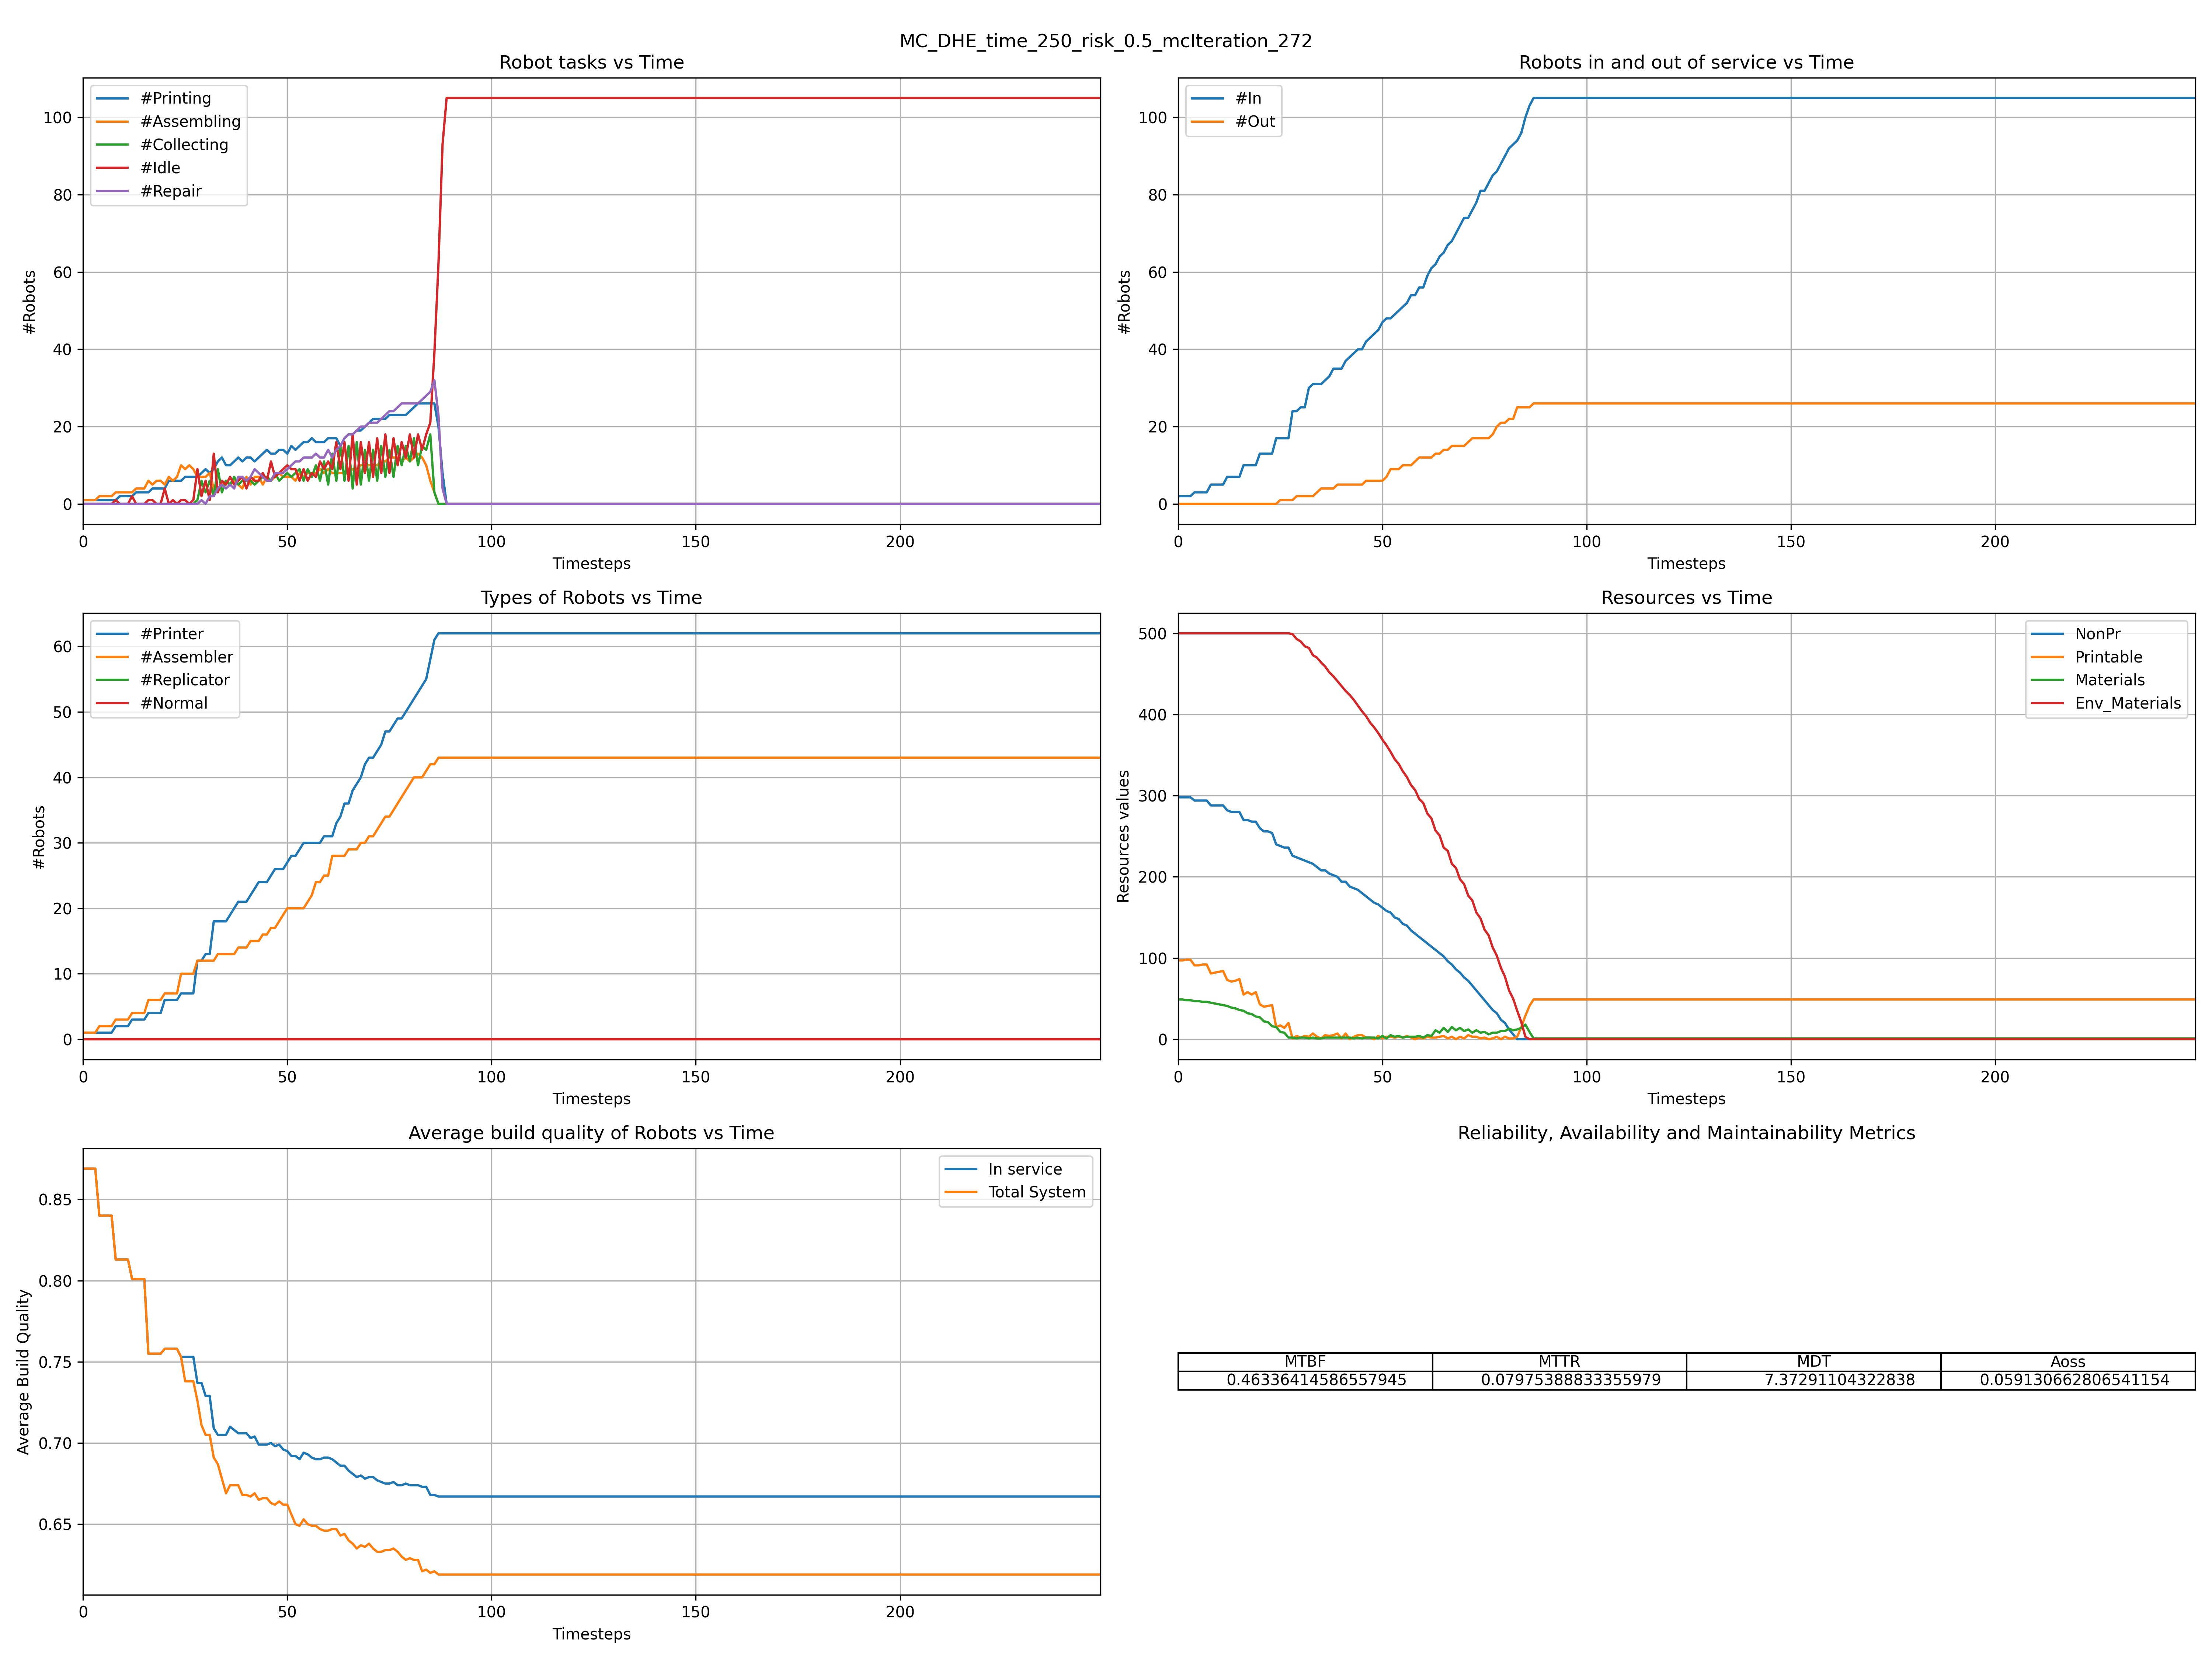 MC_DHE_time_250_risk_0.5_mcIteration_272
Robot tasks vs Time
#Printing
#Assembling
#Collecting
#Idle
#Repair
100
80
60
40
20
0
#Robots
0 50 100 150 200
Timesteps
Robots in and out of service vs Time
#In
#Out
100
80
60
40
20
0
#Robots
0 50 100 150 200
Timesteps
Types of Robots vs Time
#Printer
#Assembler
#Replicator
#Normal
60
50
40
30
20
10
0
#Robots
0 50 100 150 200
Timesteps
Resources vs Time
NonPr
Printable
Materials
Env_Materials
500
400
300
200
100
0
Resources values
0 50 100 150 200
Timesteps
Average build quality of Robots vs Time
In service
Total System
0.85
0.80
0.75
0.70
0.65
Average Build Quality
0 50 100 150 200
Timesteps
Reliability, Availability and Maintainability Metrics
MTBF MTTR MDT Aoss
0.46336414586557945 0.07975388833355979 7.37291104322838 0.0591306628065411​54